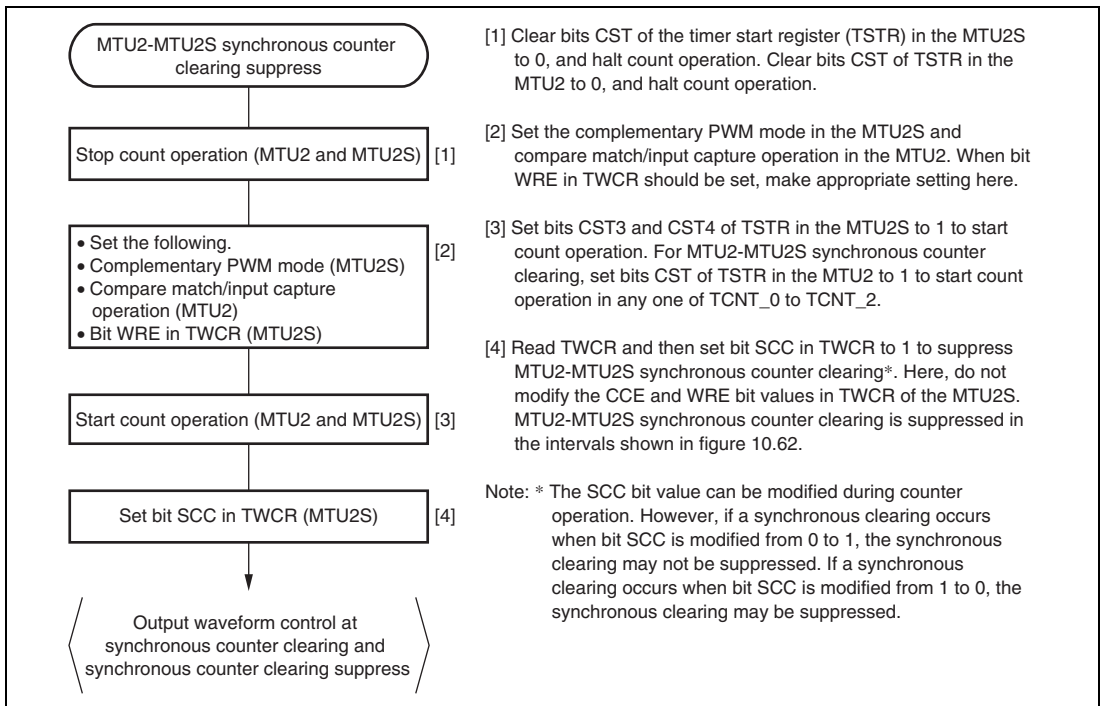 MTU2-MTU2S synchronous counter
clearing suppress
Stop count operation (MTU2 and MTU2S) [1]
• Set the following. [2]
• Complementary PWM mode (MTU2S)
• Compare match/input capture
operation (MTU2)
• Bit WRE in TWCR (MTU2S)
Start count operation (MTU2 and MTU2S) [3]
Set bit SCC in TWCR (MTU2S) [4]
Output waveform control at
synchronous counter clearing and
synchronous counter clearing suppress
[1] Clear bits CST of the timer start register (TSTR) in the MTU2S
to 0, and halt count operation. Clear bits CST of TSTR in the
MTU2 to 0, and halt count operation.
[2] Set the complementary PWM mode in the MTU2S and
compare match/input capture operation in the MTU2. When bit
WRE in TWCR should be set, make appropriate setting here.
[3] Set bits CST3 and CST4 of TSTR in the MTU2S to 1 to start
count operation. For MTU2-MTU2S synchronous counter
clearing, set bits CST of TSTR in the MTU2 to 1 to start count
operation in any one of TCNT_0 to TCNT_2.
[4] Read TWCR and then set bit SCC in TWCR to 1 to suppress
MTU2-MTU2S synchronous counter clearing*. Here, do not
modify the CCE and WRE bit values in TWCR of the MTU2S.
MTU2-MTU2S synchronous counter clearing is suppressed in
the intervals shown in figure 10.62.
Note: * The SCC bit value can be modified during counter
operation. However, if a synchronous clearing occurs
when bit SCC is modified from 0 to 1, the synchronous
clearing may not be suppressed. If a synchronous
clearing occurs when bit SCC is modified from 1 to 0, the
synchronous clearing may be suppressed.